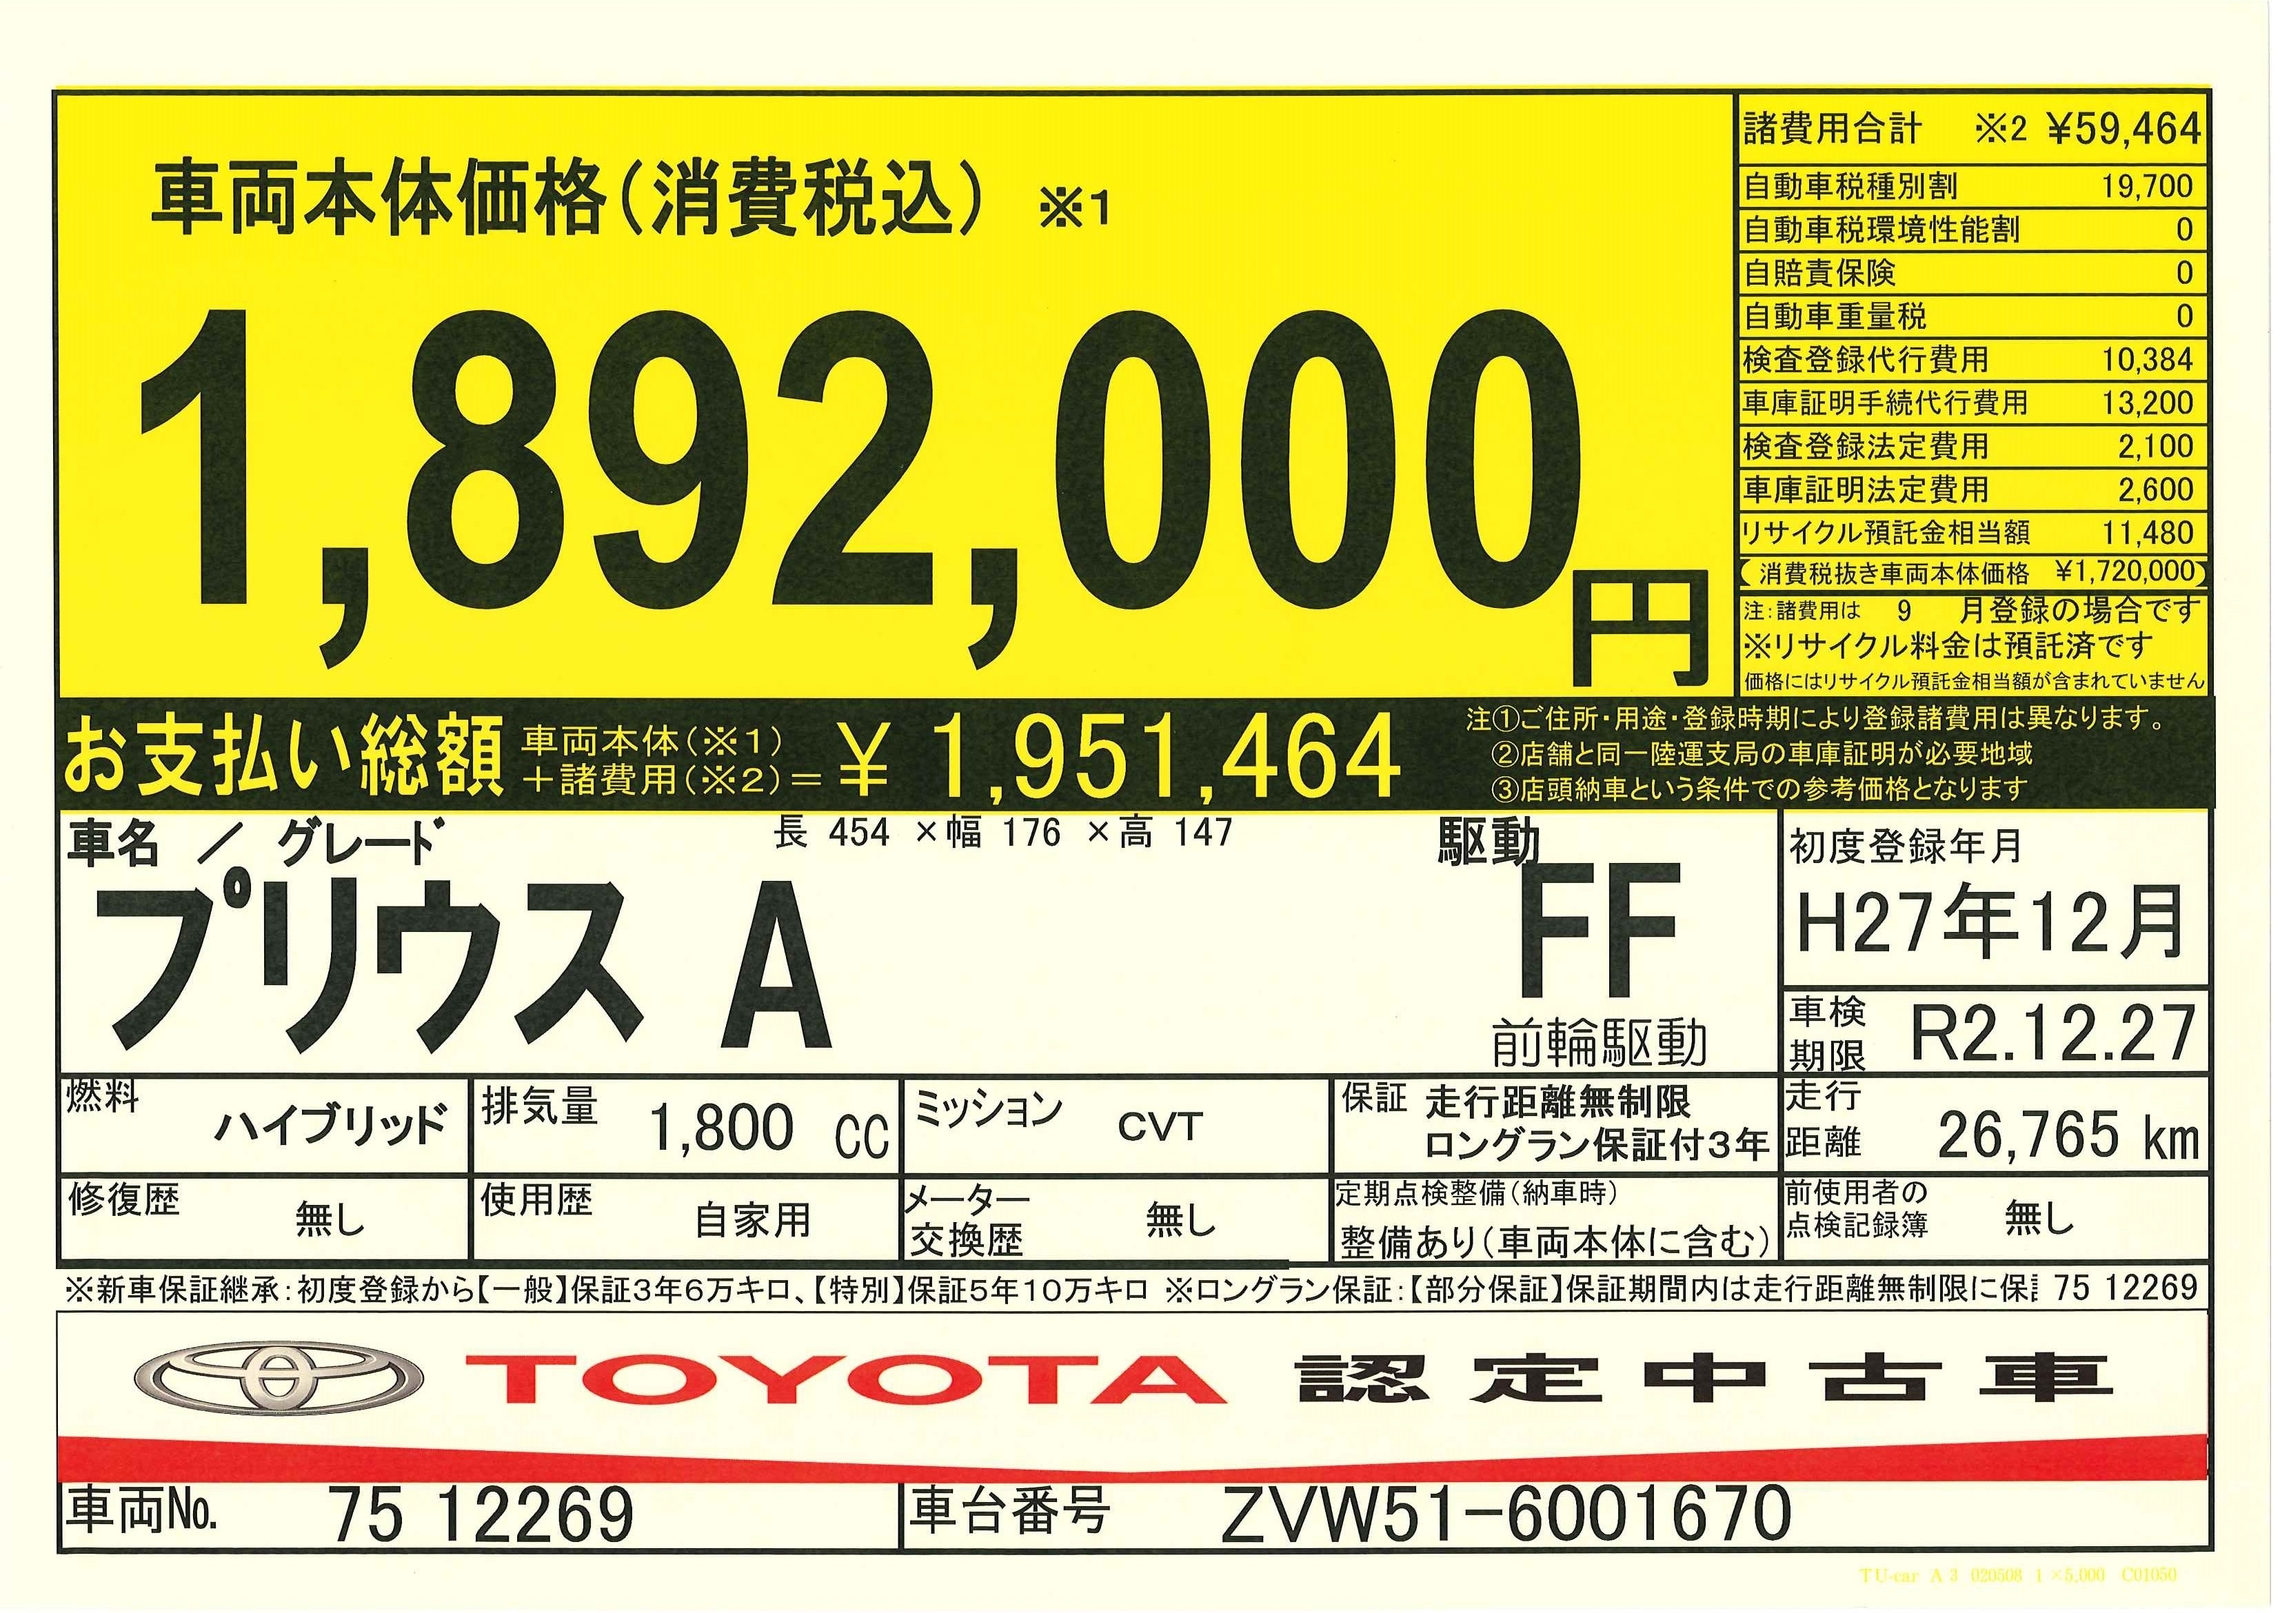 車両本体価格(消費税込) ※1
1,892,000円
諸費用合計 ※2 ¥59,464
自動車税種別割 19,700
自動車税環境性能割 0
自賠責保険 0
自動車重量税 0
検査登録代行費用 10,384
車庫証明手続代行費用 13,200
検査登録法定費用 2,100
車庫証明法定費用 2,600
リサイクル預託金相当額 11,480
(消費税抜き車両本体価格 ¥1,720,000)
注:諸費用は 9 月登録の場合です
※リサイクル料金は預託済です
価格にはリサイクル預託金相当額が含まれていません
お支払い総額 車両本体(※1)
+諸費用(※2)= ¥1,951,464
注①ご住所・用途・登録時期により登録諸費用は異なります。
②店舗と同一陸運支局の車庫証明が必要地域
③店頭納車という条件での参考価格となります
車名 / グレード 長 454 ×幅 176 ×高 147
プリウス A
駆動
FF
前輪駆動
初度登録年月
H27年12月
車検期限 R2.12.27
燃料 ハイブリッド
排気量 1,800 CC
ミッション CVT
保証 走行距離無制限
ロングラン保証付3年
走行距離 26,765 km
修復歴 無し
使用歴 自家用
メーター交換歴 無し
定期点検整備(納車時)
整備あり(車両本体に含む)
前使用者の点検記録簿 無し
※新車保証継承:初度登録から【一般】保証3年6万キロ、【特別】保証5年10万キロ ※ロングラン保証:【部分保証】保証期間内は走行距離無制限に保 75 12269
TOYOTA 認定中古車
車両No. 75 12269
車台番号 ZVW51-6001670
TU-car A3 020508 1×5,000 C01050